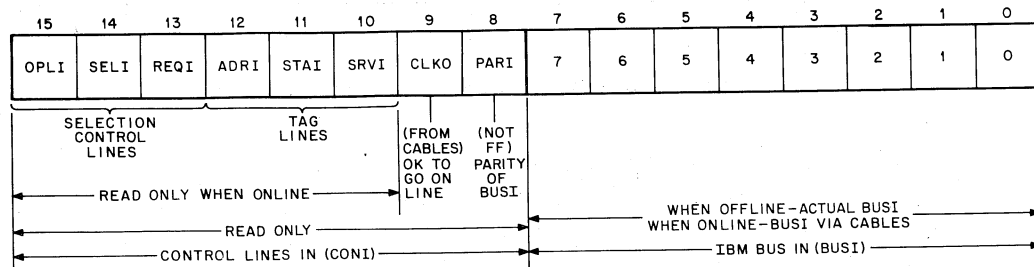 15 14 13 12 11 10 9 8 7 6 5 4 3 2 1 0
OPLI SELI REQI ADRI STAI SRVI CLKO PARI 7 6 5 4 3 2 1 0
SELECTION
CONTROL
LINES
TAG
LINES
(FROM
CABLES)
OK TO
GO ON
LINE
(NOT
FF)
PARITY
OF
BUSI
READ ONLY WHEN ONLINE
WHEN OFFLINE-ACTUAL BUSI
WHEN ONLINE-BUSI VIA CABLES
READ ONLY
CONTROL LINES IN (CONI)
IBM BUS IN (BUSI)